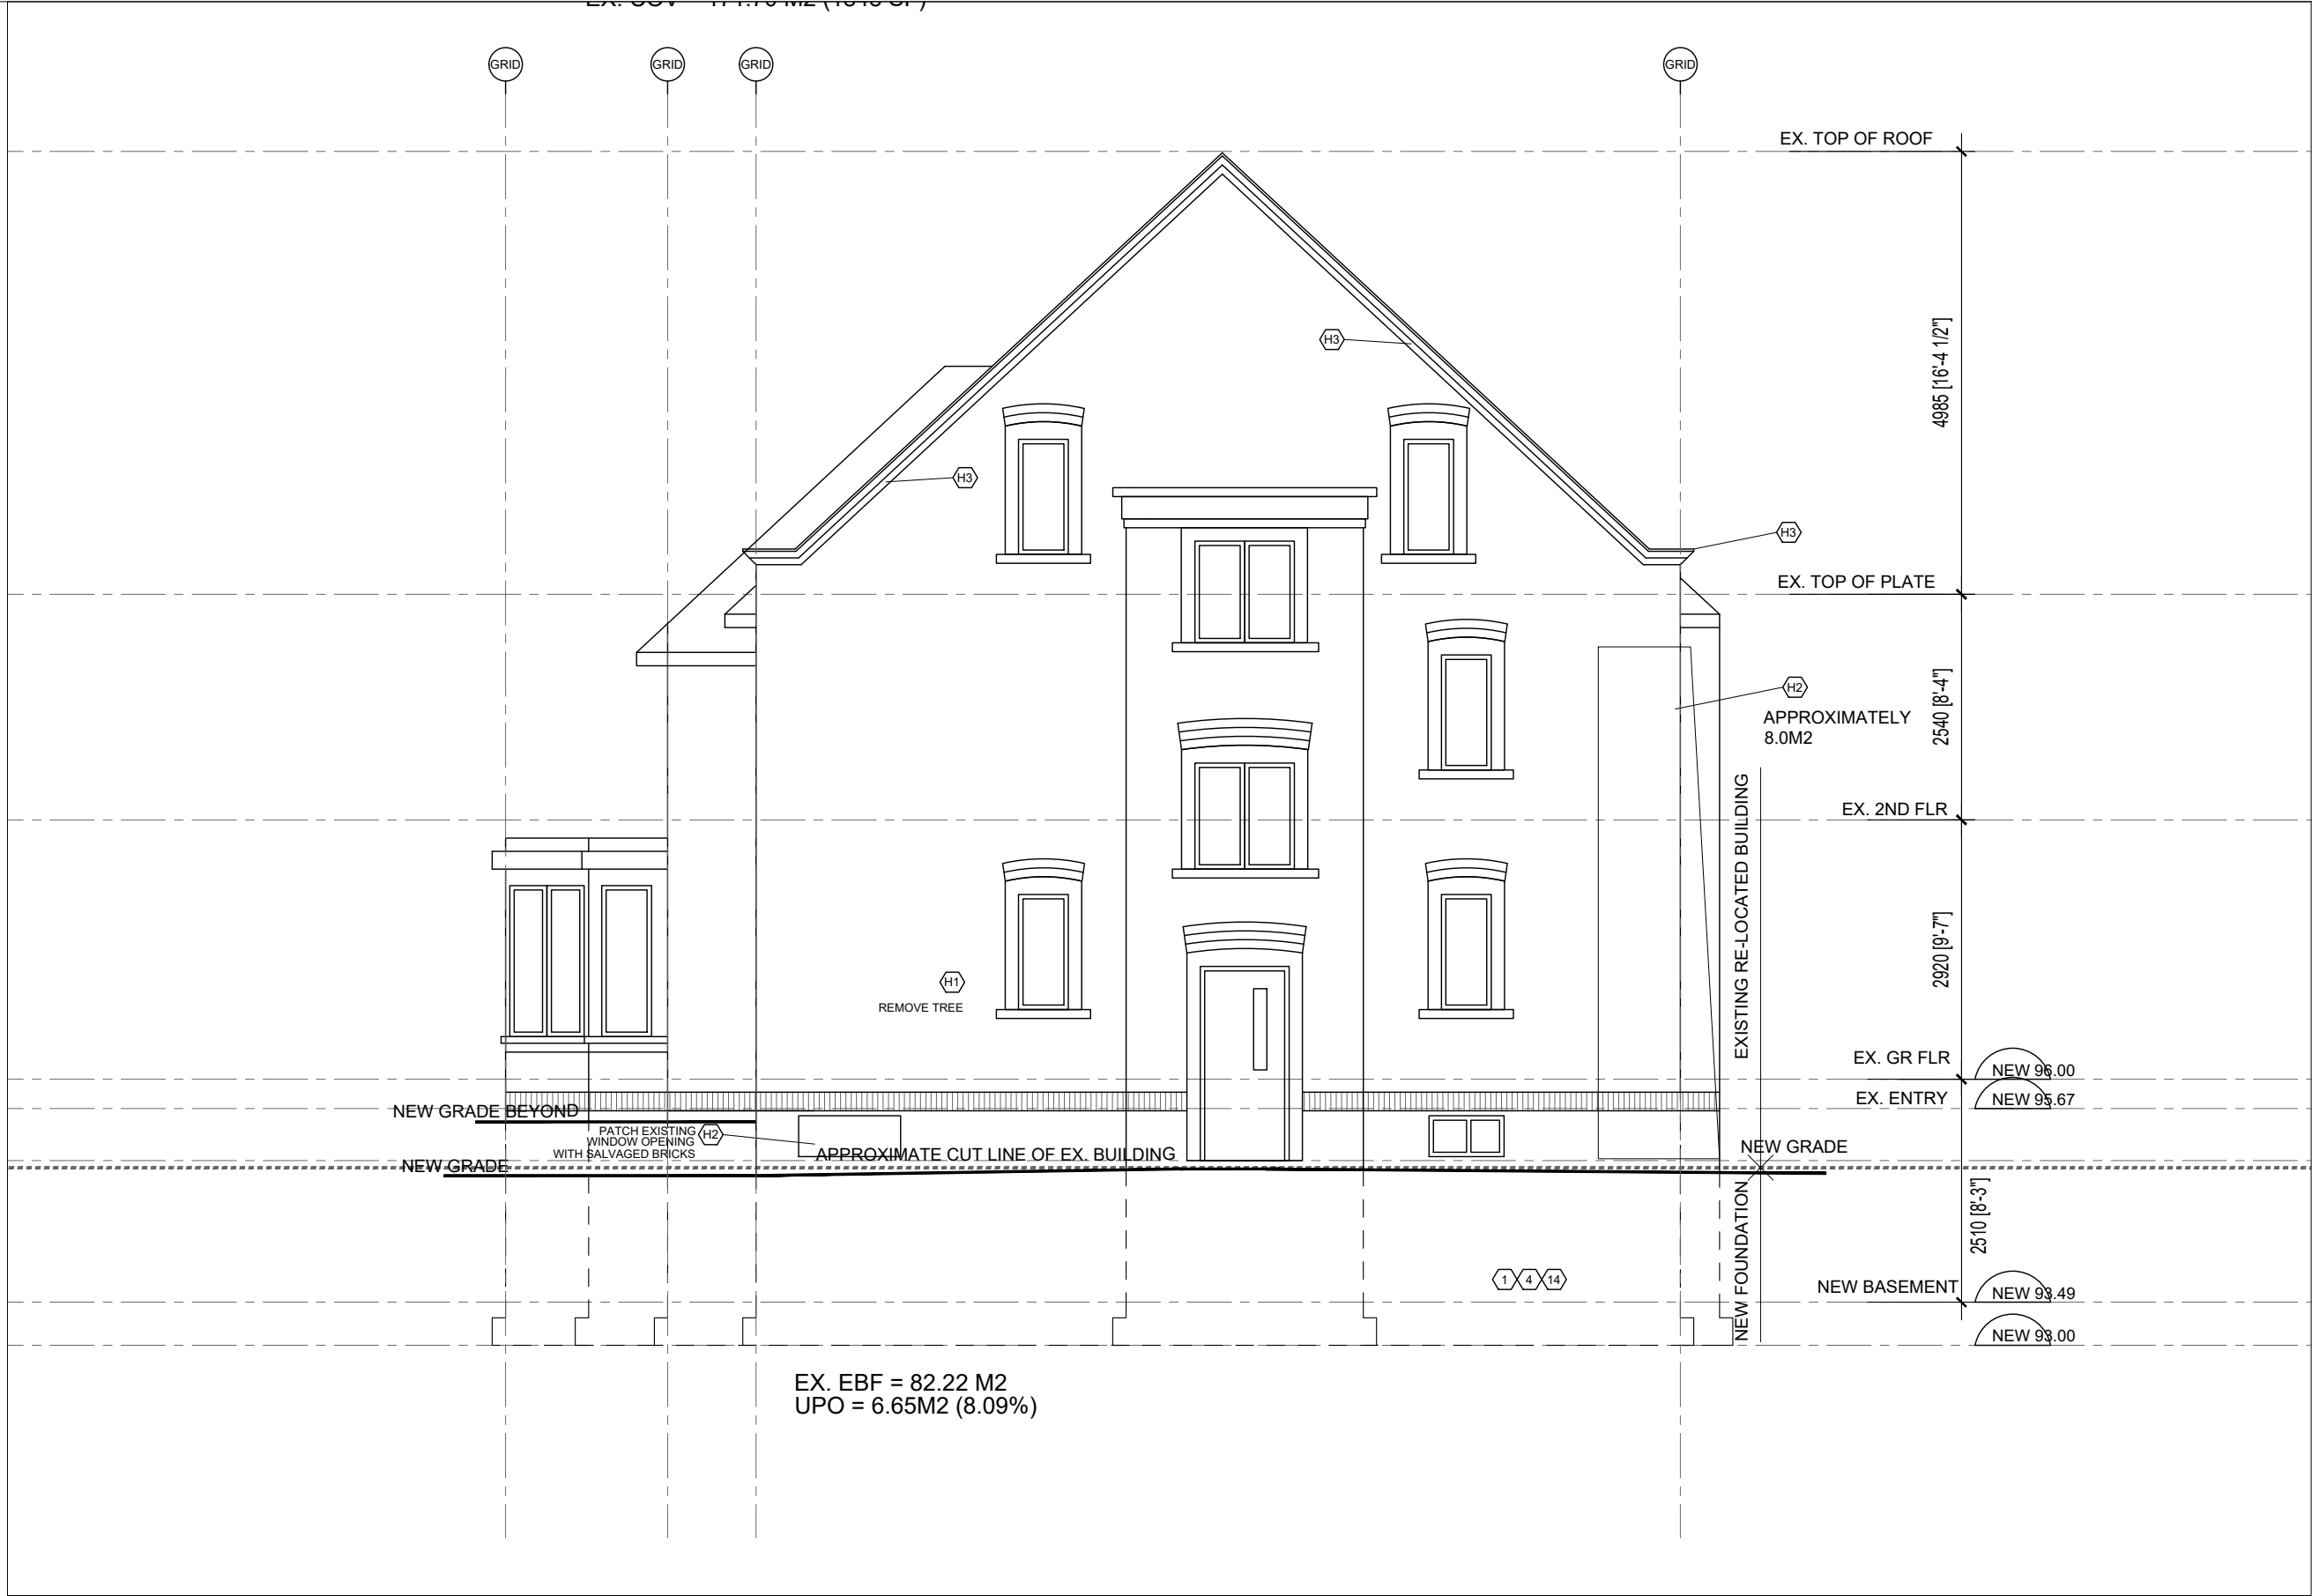 GRID
GRID
GRID
GRID
EX. TOP OF ROOF
4985 [16'-4 1/2"]
H3
H3
H3
EX. TOP OF PLATE
H2
APPROXIMATELY
8.0M2
2540 [8'-4"]
EX. 2ND FLR
EXISTING RE-LOCATED BUILDING
2920 [9'-7"]
H1
REMOVE TREE
EX. GR FLR
NEW 96.00
EX. ENTRY
NEW 95.67
NEW GRADE BEYOND
PATCH EXISTING
WINDOW OPENING
WITH SALVAGED BRICKS
H2
APPROXIMATE CUT LINE OF EX. BUILDING
NEW GRADE
NEW GRADE
2510 [8'-3"]
NEW FOUNDATION
1 4 14
NEW BASEMENT
NEW 93.49
NEW 93.00
EX. EBF = 82.22 M2
UPO = 6.65M2 (8.09%)